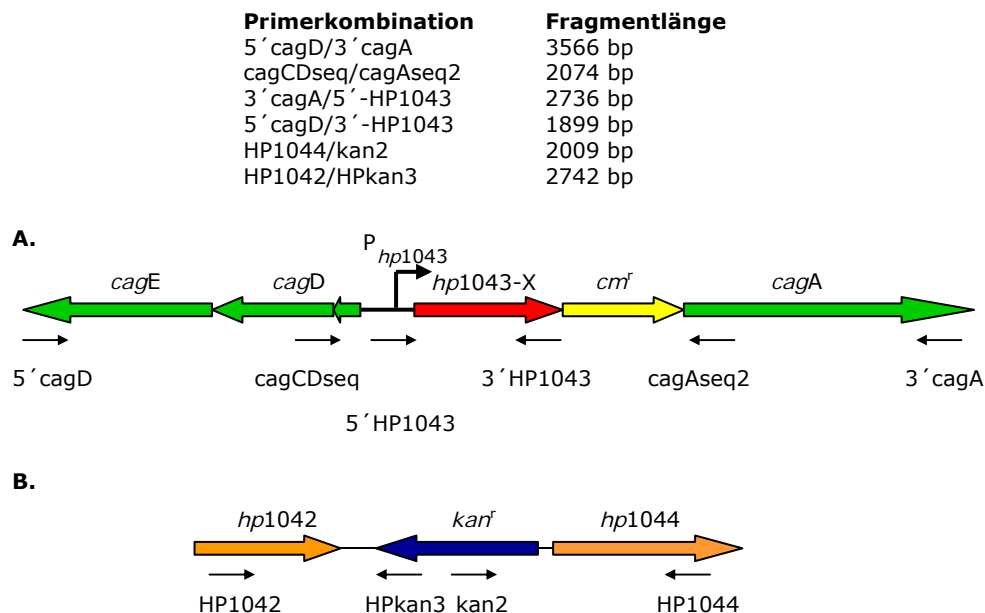 Primerkombination Fragmentlänge
5´cagD/3´cagA 3566 bp
cagCDseq/cagAseq2 2074 bp
3´cagA/5´-HP1043 2736 bp
5´cagD/3´-HP1043 1899 bp
HP1044/kan2 2009 bp
HP1042/HPkan3 2742 bp
A.
P hp1043
cagE cagD hp1043-X cmʳ cagA
5´cagD cagCDseq 3´HP1043 cagAseq2 3´cagA
5´HP1043
B.
hp1042 kanʳ hp1044
HP1042 HPkan3 kan2 HP1044